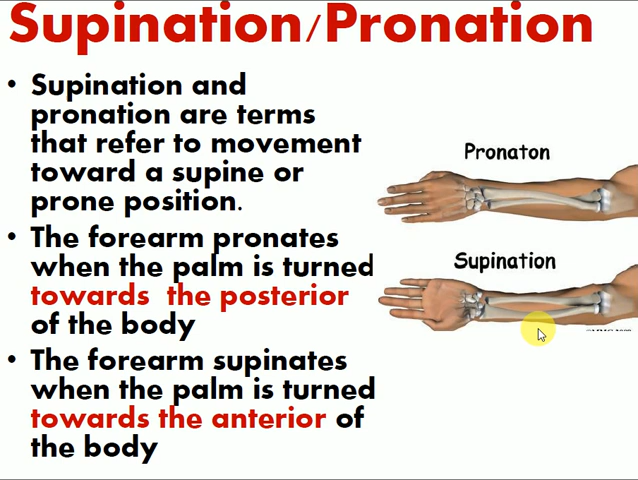 Supination/Pronation
• Supination and
pronation are terms
that refer to movement
toward a supine or
prone position.
• The forearm pronates
when the palm is turned
towards the posterior
of the body
• The forearm supinates
when the palm is turned
towards the anterior of
the body
Pronaton
Supination